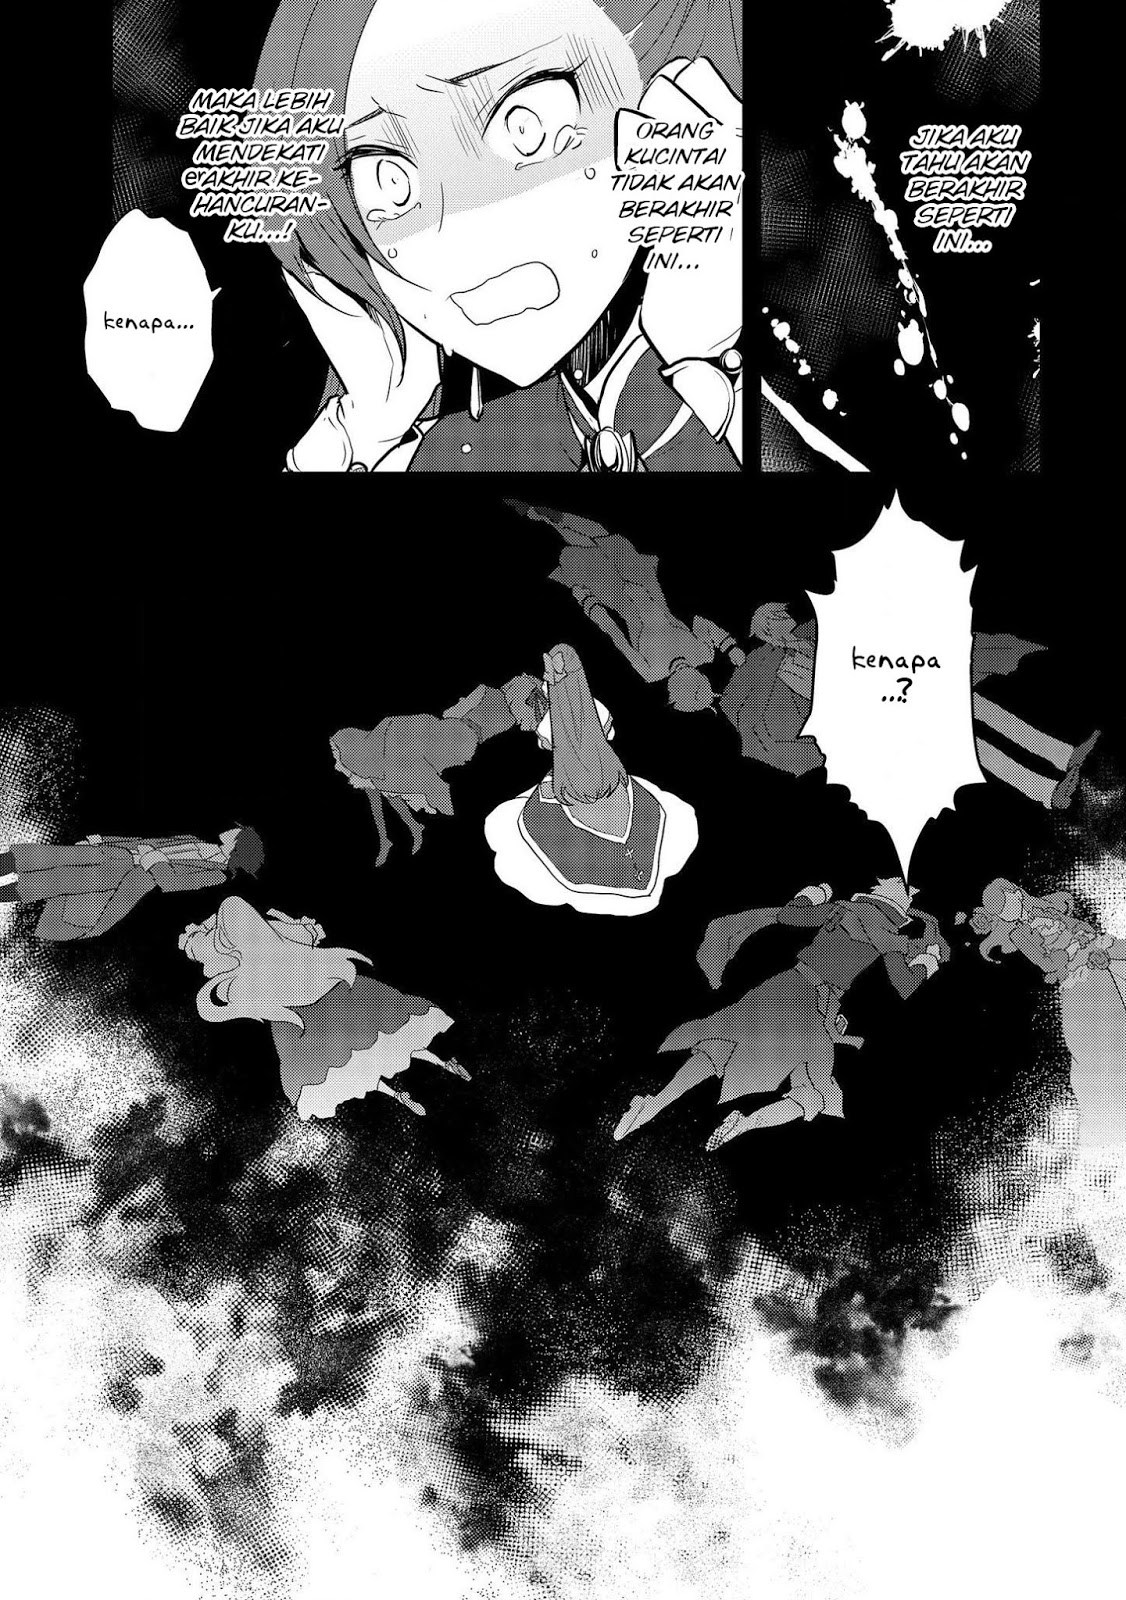 JIKA AKU
TAHU AKAN
BERAKHIR
SEPERTI
INI...
ORANG
KUCINTAI
TIDAK AKAN
BERAKHIR
SEPERTI
INI...
MAKA LEBIH
BAIK JIKA AKU
MENDEKATI
AKHIR KE-
HANCURAN-
KU...!
kenapa...
kenapa
...?